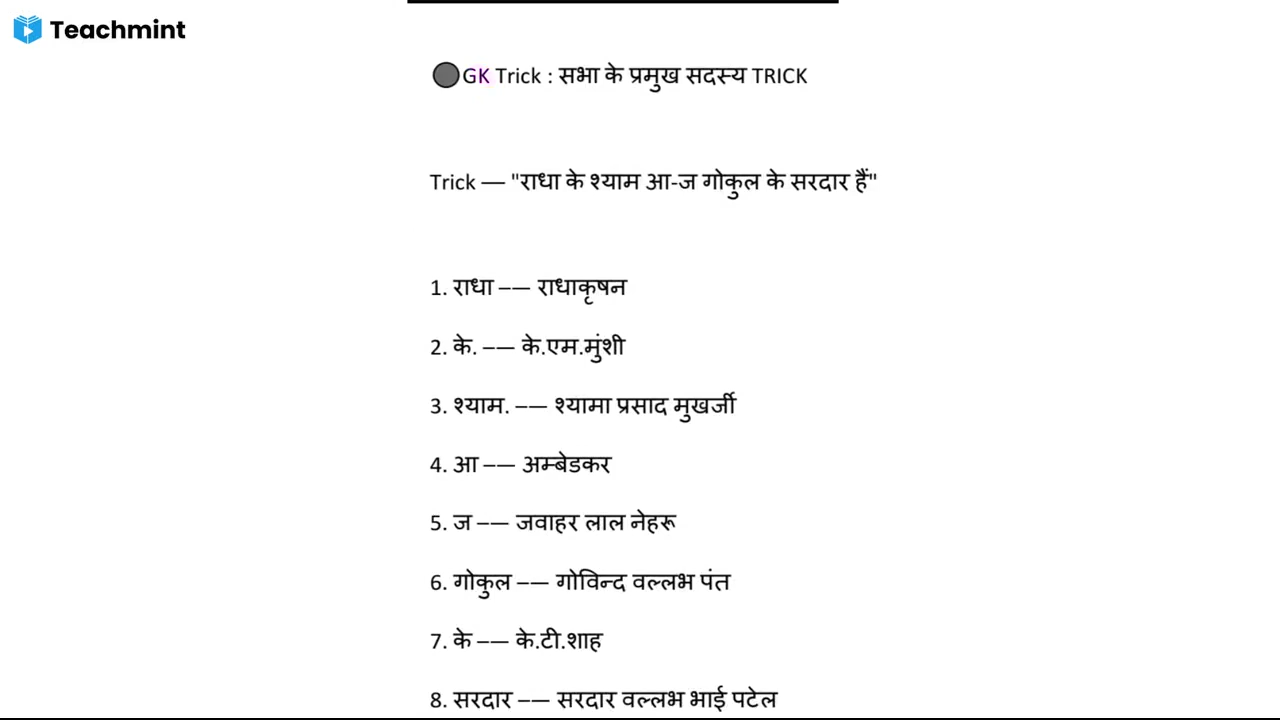 Teachmint
GK Trick : सभा के प्रमुख सदस्य TRICK
Trick — "राधा के श्याम आ-ज गोकुल के सरदार हैं"
1. राधा –— राधाकृषन
2. के. –— के.एम.मुंशी
3. श्याम. –— श्यामा प्रसाद मुखर्जी
4. आ –— अम्बेडकर
5. ज –— जवाहर लाल नेहरू
6. गोकुल –— गोविन्द वल्लभ पंत
7. के –— के.टी.शाह
8. सरदार –— सरदार वल्लभ भाई पटेल